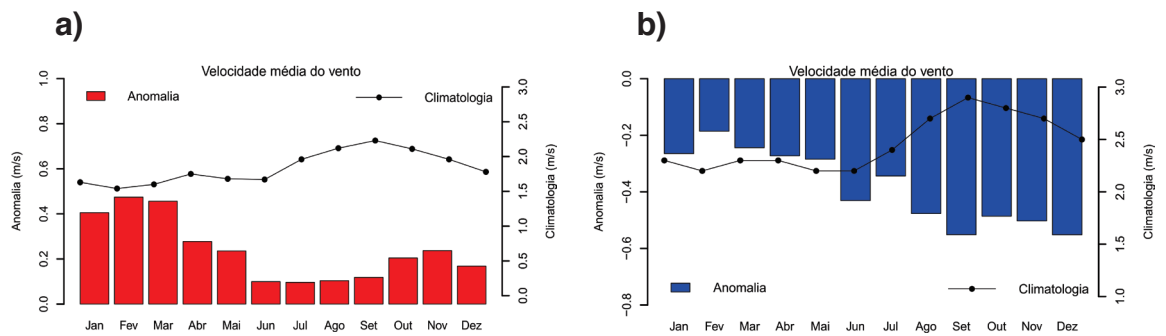 a)
Velocidade média do vento
Anomalia
Climatologia
Anomalia (m/s)
0.0 0.2 0.4 0.6 0.8 1.0
Climatologia (m/s)
0.0 0.5 1.0 1.5 2.0 2.5 3.0
Jan Fev Mar Abr Mai Jun Jul Ago Set Out Nov Dez
b)
Velocidade média do vento
Anomalia (m/s)
−0.8 −0.6 −0.4 −0.2 0.0
Climatologia (m/s)
1.0 1.5 2.0 2.5 3.0
Anomalia
Climatologia
Jan Fev Mar Abr Mai Jun Jul Ago Set Out Nov Dez